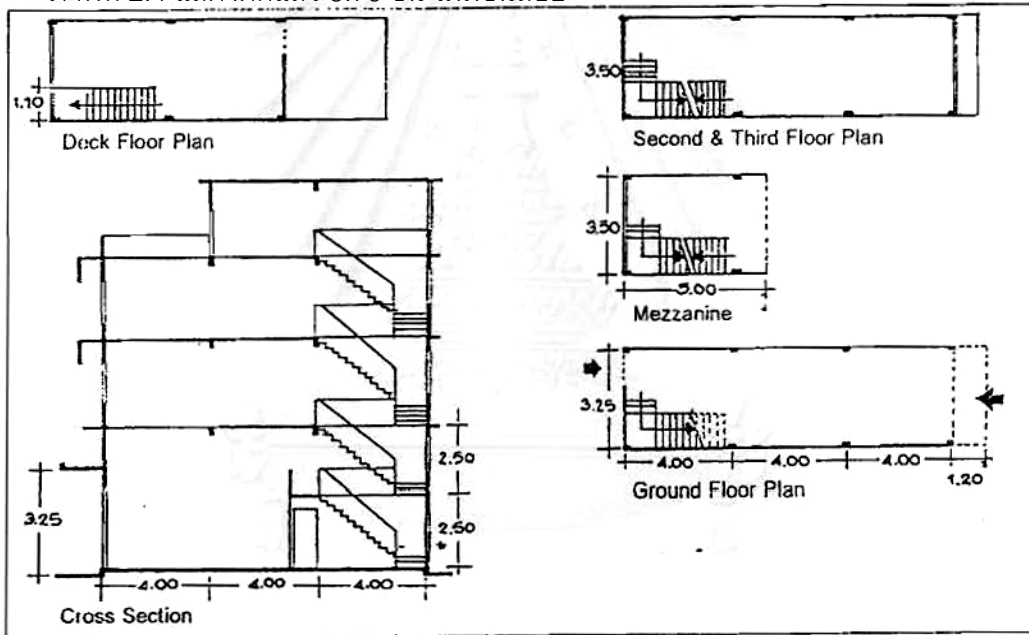 1.10
Deck Floor Plan
3.50
Second & Third Floor Plan
3.50
5.00
Mezzanine
3.25
4.00 4.00 4.00
1.20
Ground Floor Plan
2.50
3.25
2.50
4.00 4.00 4.00
Cross Section